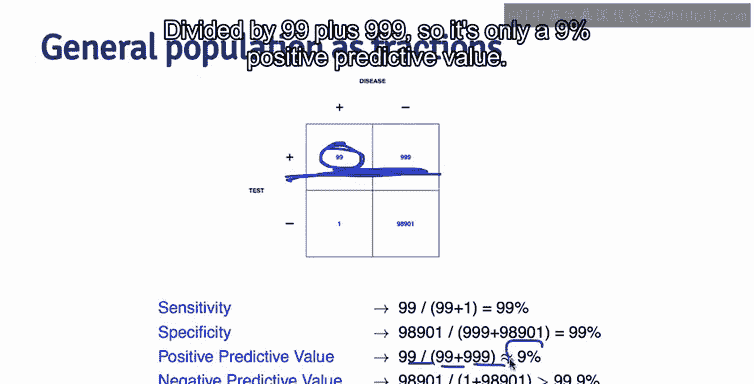 Divided by 99 plus 999, so it's only a 9%
positive predictive value.
General population as fractions
DISEASE
+ −
+ 99 999
TEST
− 1 98901
Sensitivity → 99 / (99+1) = 99%
Specificity → 98901 / (999+98901) = 99%
Positive Predictive Value → 99 / (99+999) ≈ 9%
Negative Predictive Value → 98901 / (1+98901) > 99.9%